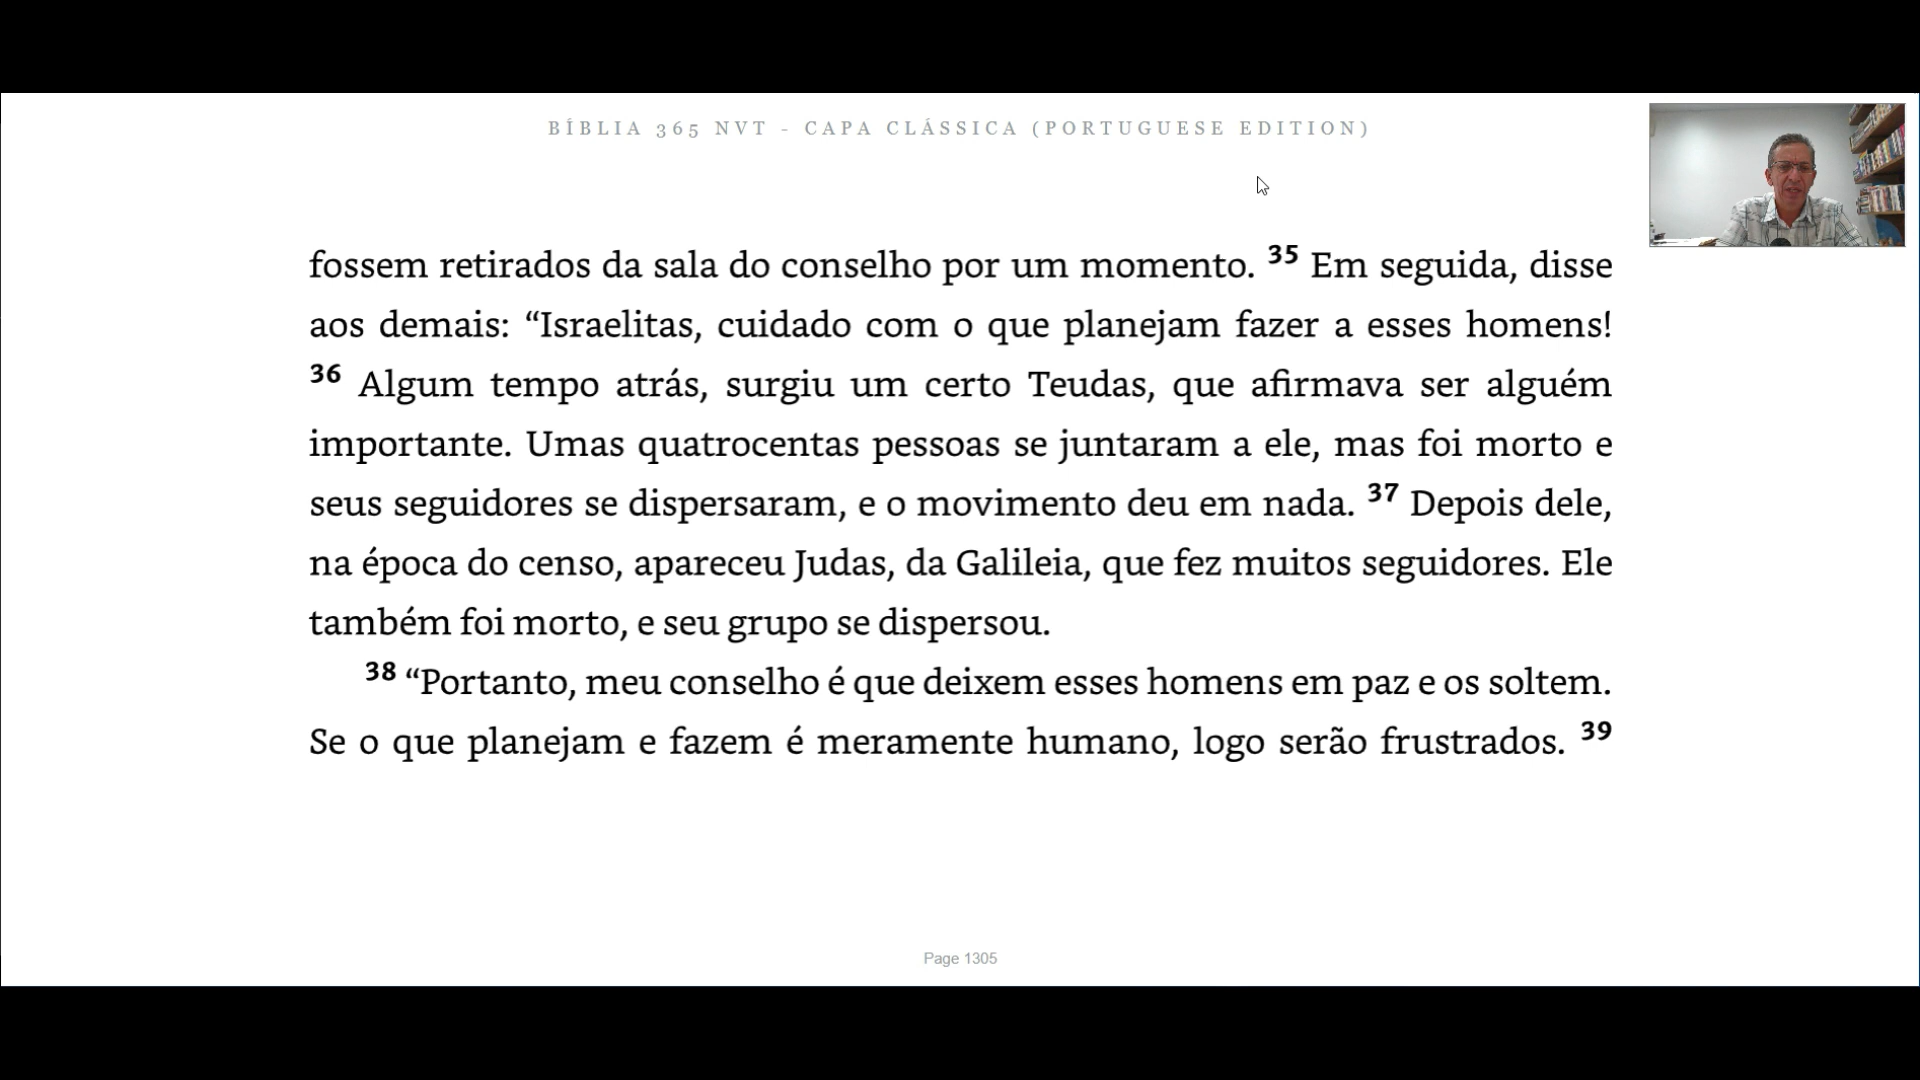 BÍBLIA 365 NVT - CAPA CLÁSSICA (PORTUGUESE EDITION)
fossem retirados da sala do conselho por um momento. 35 Em seguida, disse
aos demais: “Israelitas, cuidado com o que planejam fazer a esses homens!
36 Algum tempo atrás, surgiu um certo Teudas, que afirmava ser alguém
importante. Umas quatrocentas pessoas se juntaram a ele, mas foi morto e
seus seguidores se dispersaram, e o movimento deu em nada. 37 Depois dele,
na época do censo, apareceu Judas, da Galileia, que fez muitos seguidores. Ele
também foi morto, e seu grupo se dispersou.
38 “Portanto, meu conselho é que deixem esses homens em paz e os soltem.
Se o que planejam e fazem é meramente humano, logo serão frustrados. 39
Page 1305